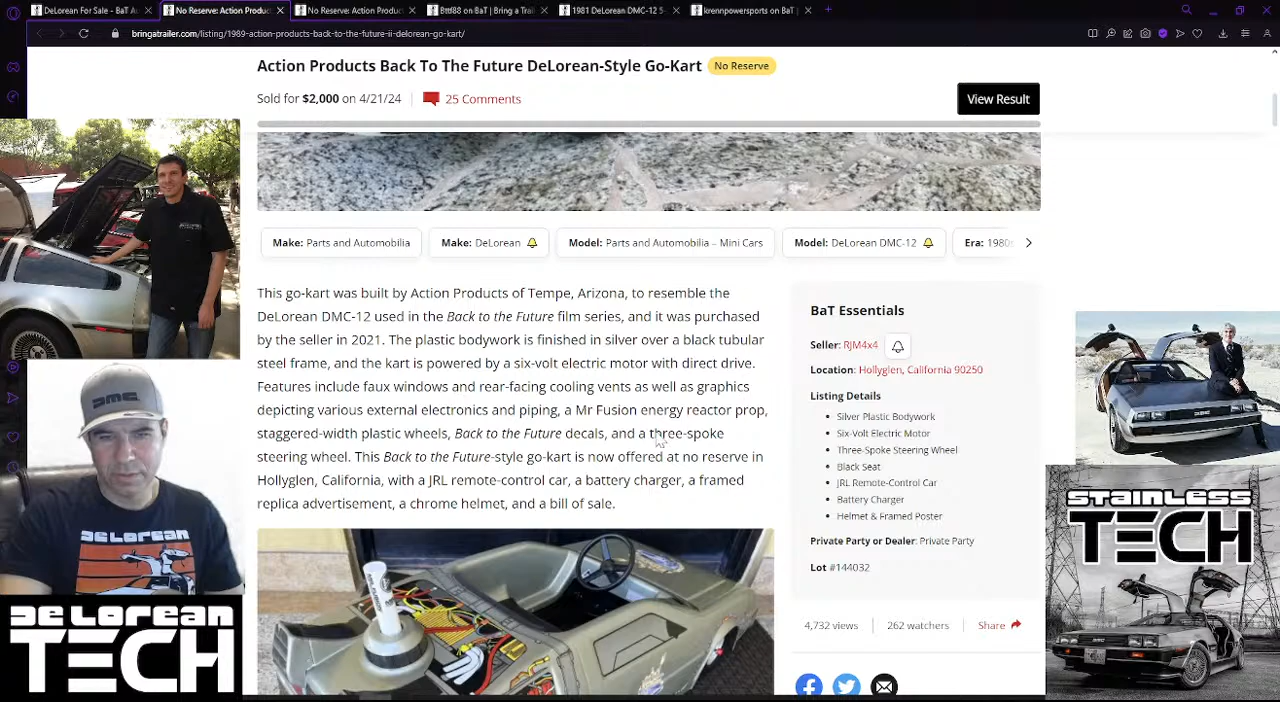 DeLorean For Sale - BaT Au
No Reserve: Action Produc
No Reserve: Action Produc
Bttf88 on BaT | Bring a Trail
1981 DeLorean DMC-12 5-
krennpowersports on BaT |
bringatrailer.com/listing/1989-action-products-back-to-the-future-ii-delorean-go-kart/
Action Products Back To The Future DeLorean-Style Go-Kart No Reserve
Sold for $2,000 on 4/21/24 25 Comments
View Result
Make: Parts and Automobilia
Make: DeLorean
Model: Parts and Automobilia – Mini Cars
Model: DeLorean DMC-12
Era: 1980s
This go-kart was built by Action Products of Tempe, Arizona, to resemble the
DeLorean DMC-12 used in the Back to the Future film series, and it was purchased
by the seller in 2021. The plastic bodywork is finished in silver over a black tubular
steel frame, and the kart is powered by a six-volt electric motor with direct drive.
Features include faux windows and rear-facing cooling vents as well as graphics
depicting various external electronics and piping, a Mr Fusion energy reactor prop,
staggered-width plastic wheels, Back to the Future decals, and a three-spoke
steering wheel. This Back to the Future-style go-kart is now offered at no reserve in
Hollyglen, California, with a JRL remote-control car, a battery charger, a framed
replica advertisement, a chrome helmet, and a bill of sale.
BaT Essentials
Seller: RJM4x4
Location: Hollyglen, California 90250
Listing Details
Silver Plastic Bodywork
Six-Volt Electric Motor
Three-Spoke Steering Wheel
Black Seat
JRL Remote-Control Car
Battery Charger
Helmet & Framed Poster
Private Party or Dealer: Private Party
Lot #144032
4,732 views
262 watchers
Share
DMC
DELOREAN
DELOREAN
TECH
STAINLESS
TECH